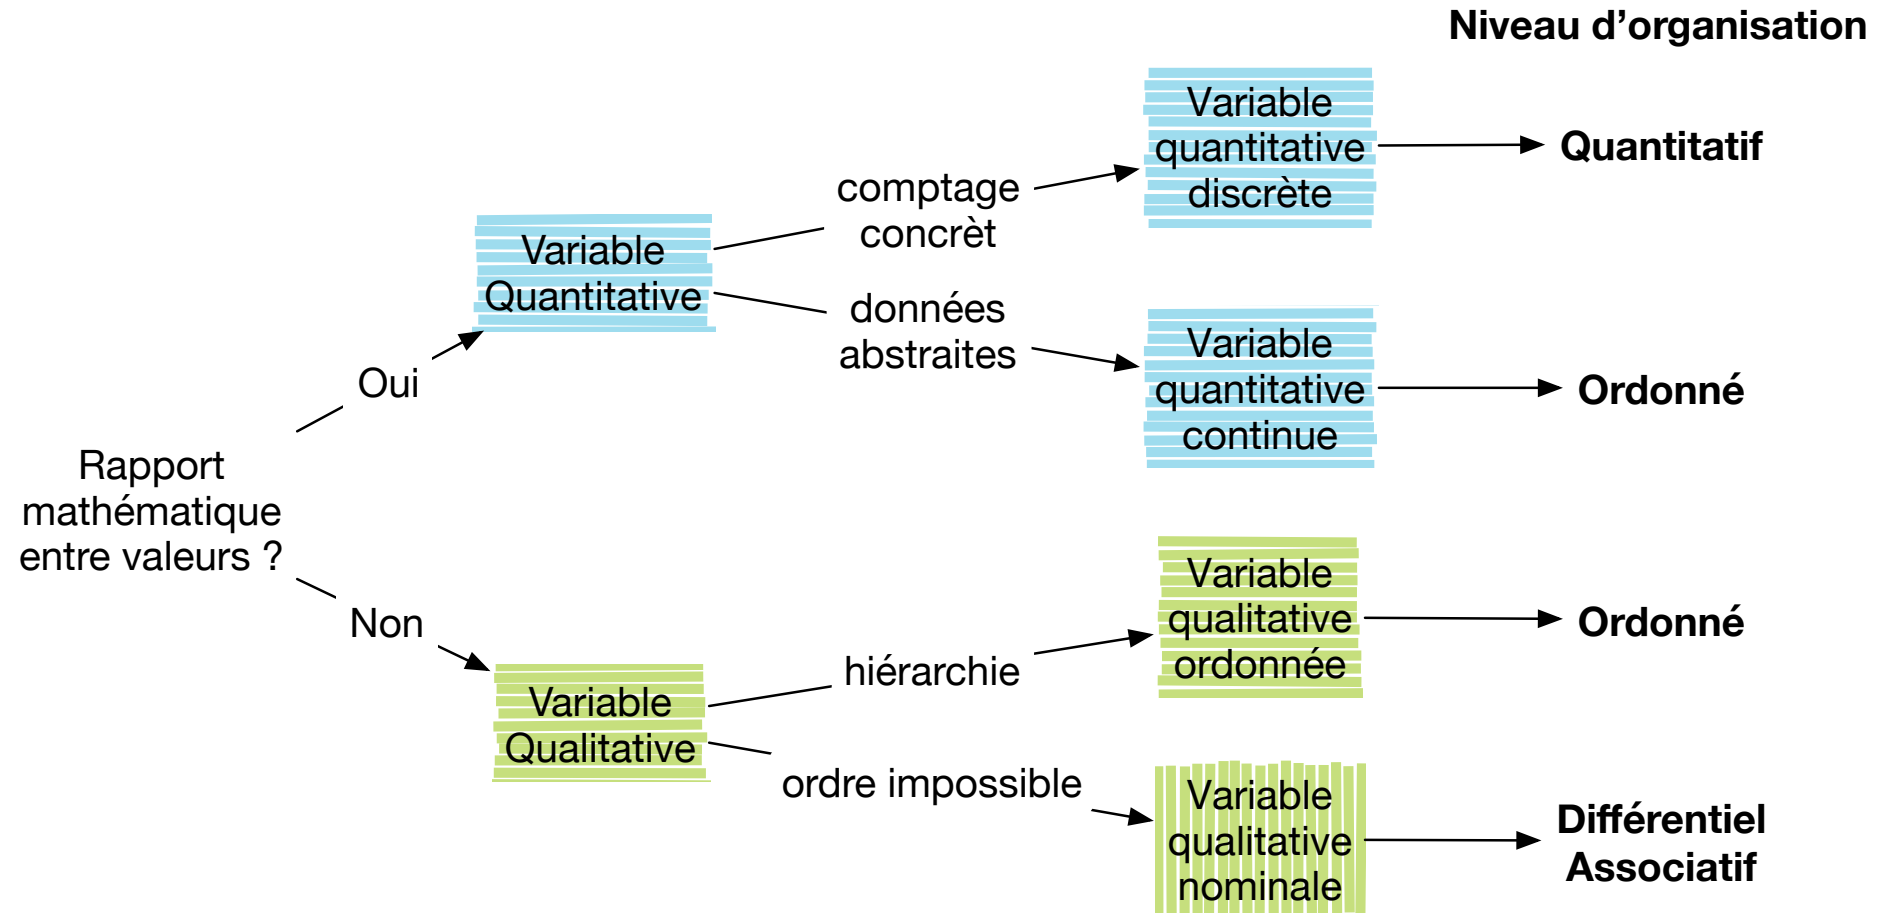 Niveau d’organisation
Rapport
mathématique
entre valeurs ?
Oui
Variable
Quantitative
comptage
concrèt
Variable
quantitative
discrète
Quantitatif
données
abstraites
Variable
quantitative
continue
Ordonné
Non
Variable
Qualitative
hiérarchie
Variable
qualitative
ordonnée
Ordonné
ordre impossible
Variable
qualitative
nominale
Différentiel
Associatif